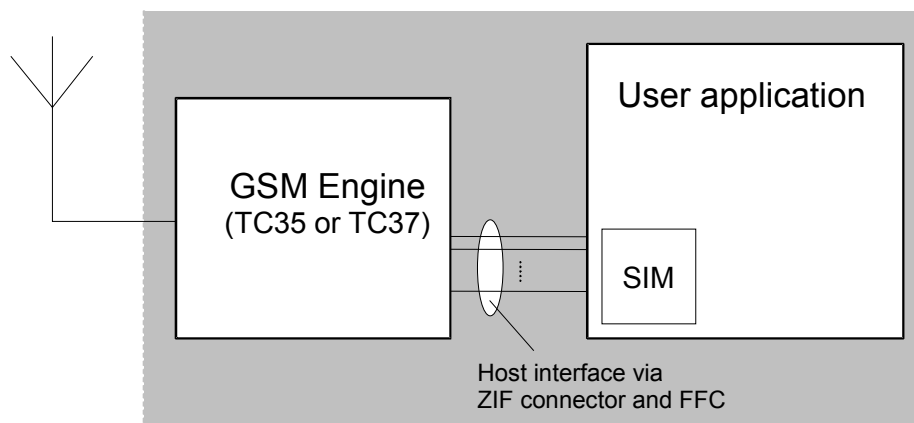 User application
GSM Engine
(TC35 or TC37)
SIM
Host interface via
ZIF connector and FFC